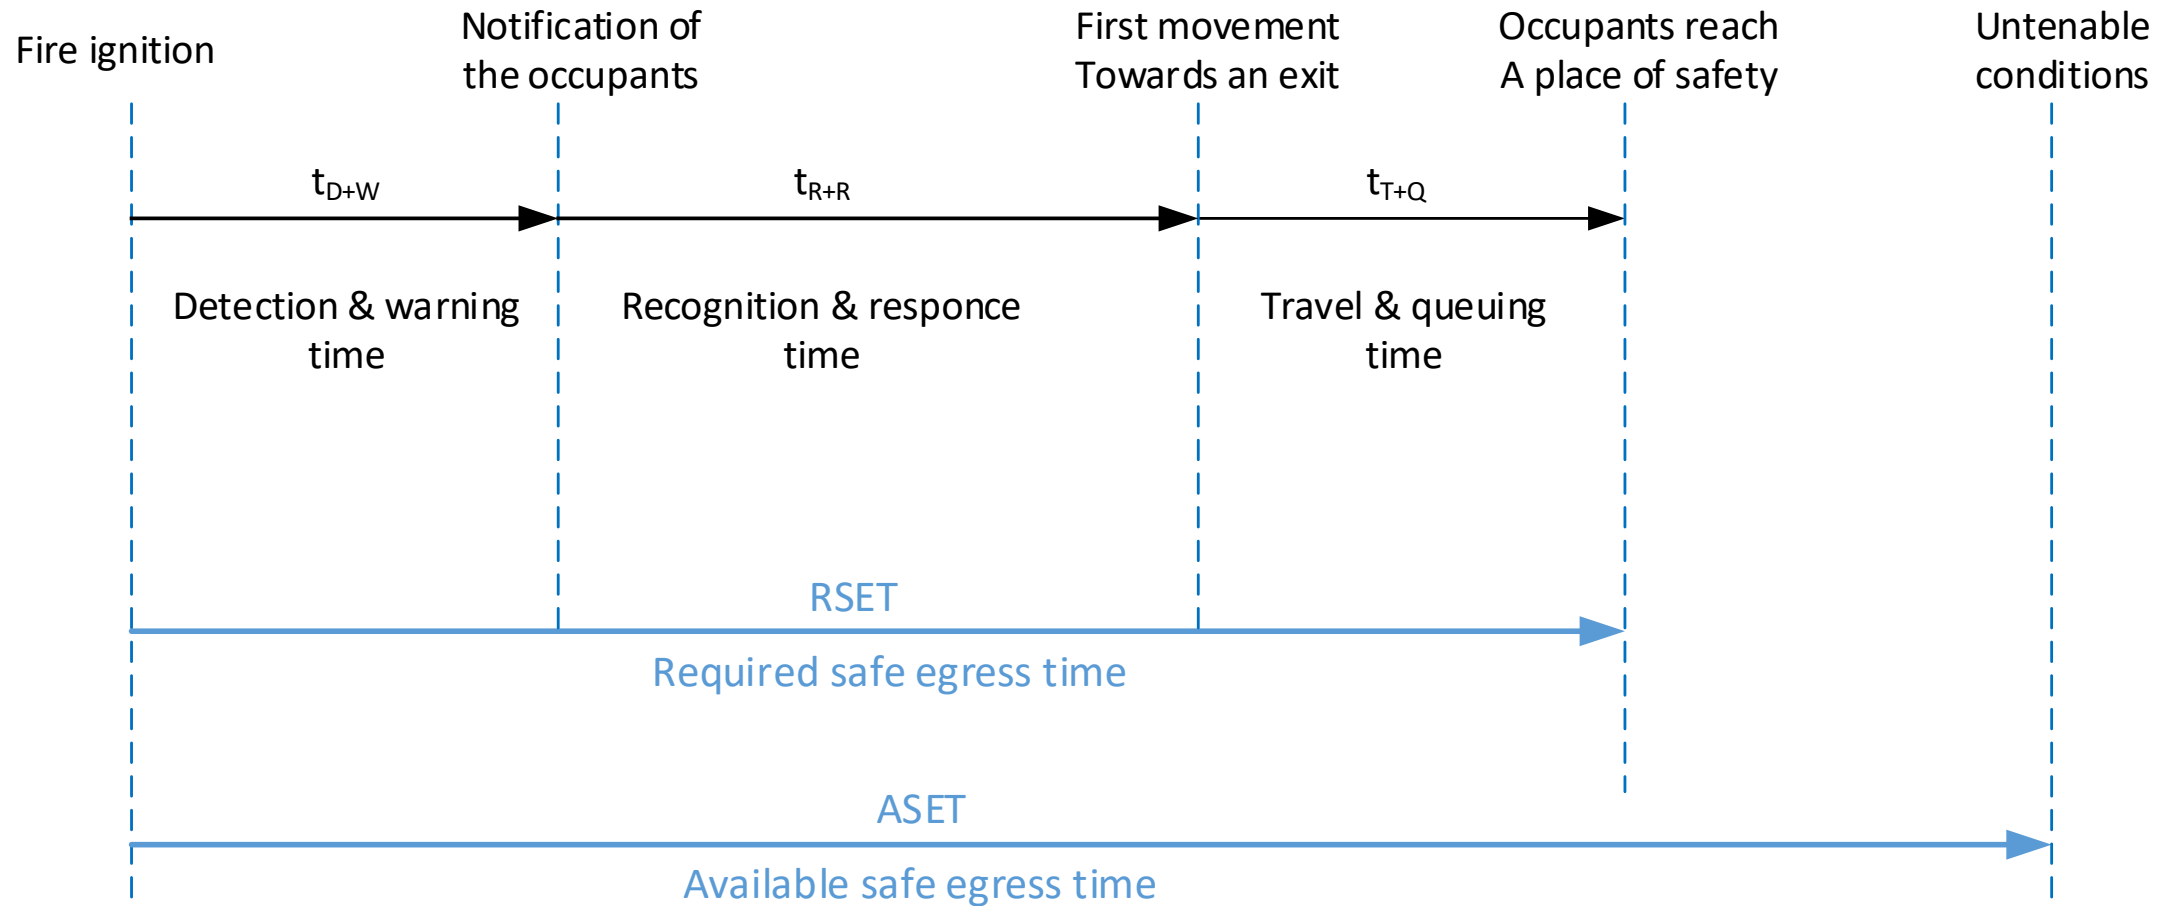 Fire ignition
Notification of
the occupants
First movement
Towards an exit
Occupants reach
A place of safety
Untenable
conditions
tD+W
tR+R
tT+Q
Detection & warning
time
Recognition & responce
time
Travel & queuing
time
RSET
Required safe egress time
ASET
Available safe egress time